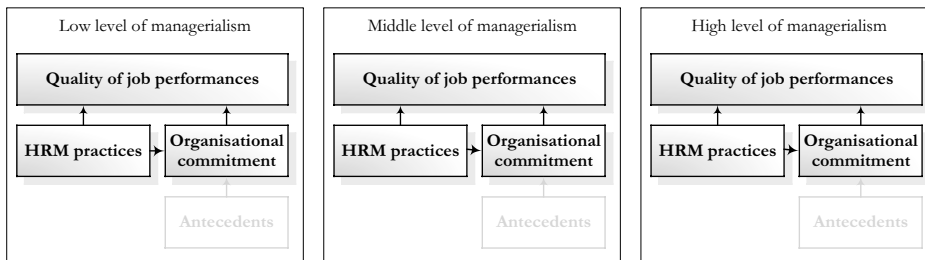 Low level of managerialism
Quality of job performances
HRM practices
Organisational
commitment
Antecedents
Middle level of managerialism
Quality of job performances
HRM practices
Organisational
commitment
Antecedents
High level of managerialism
Quality of job performances
HRM practices
Organisational
commitment
Antecedents